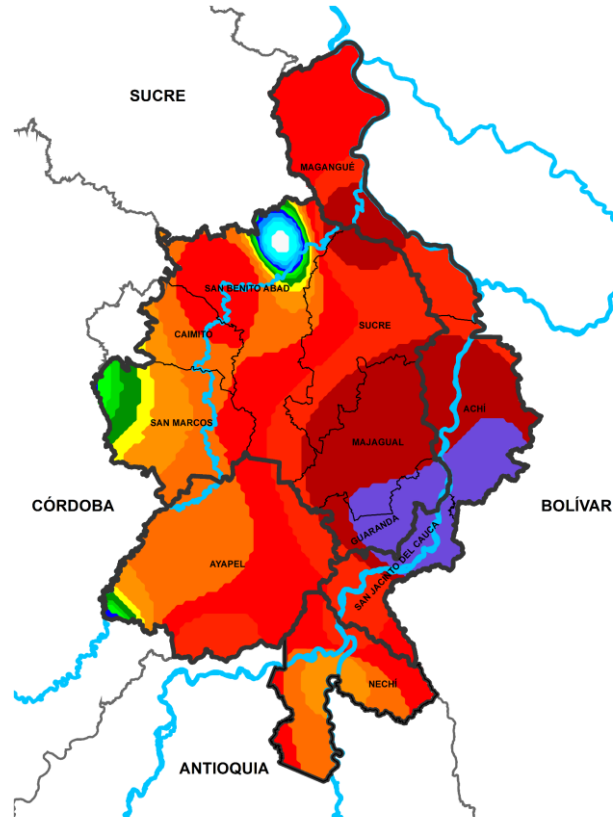 SUCRE
MAGANGUÉ
SAN BENITO ABAD
SUCRE
CAIMITO
ACHÍ
SAN MARCOS
MAJAGUAL
CÓRDOBA
BOLÍVAR
GUARANDA
AYAPEL
SAN JACINTO DEL CAUCA
NECHÍ
ANTIOQUIA